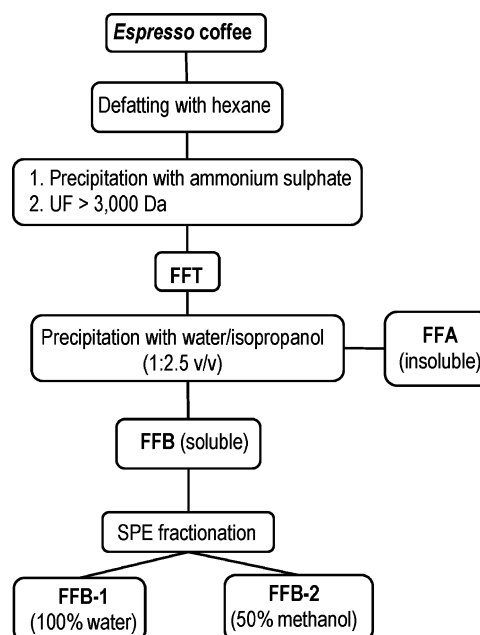 Espresso coffee
Defatting with hexane
1. Precipitation with ammonium sulphate
2. UF > 3,000 Da
FFT
Precipitation with water/isopropanol
(1:2.5 v/v)
FFA
(insoluble)
FFB (soluble)
SPE fractionation
FFB-1
(100% water)
FFB-2
(50% methanol)